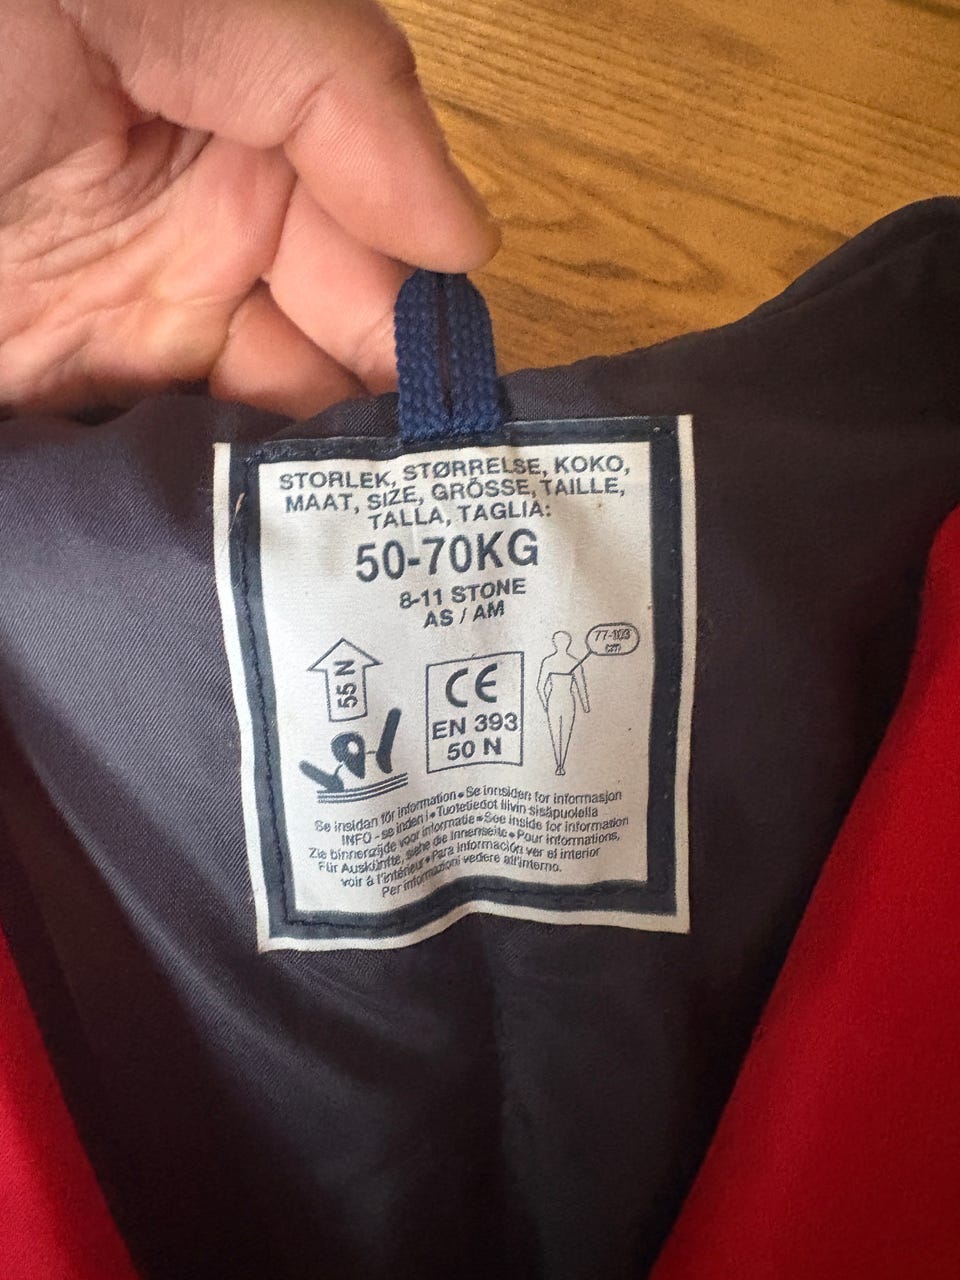 STORLEK, STØRRELSE, KOKO,
MAAT, SIZE, GRÖSSE, TAILLE,
TALLA, TAGLIA:
50-70KG
8-11 STONE
AS / AM
55 N
CE
EN 393
50 N
77-103
cm
Se insidan för information • Se innsiden for informasjon
INFO - se inden i • Tuotetiedot liivin sisäpuolella
Zie binnenzijde voor informatie • See inside for information
Für Auskünfte, siehe die Innenseite • Pour informations,
voir à l'intérieur • Para información ver el interior
Per informazioni vedere all'interno.